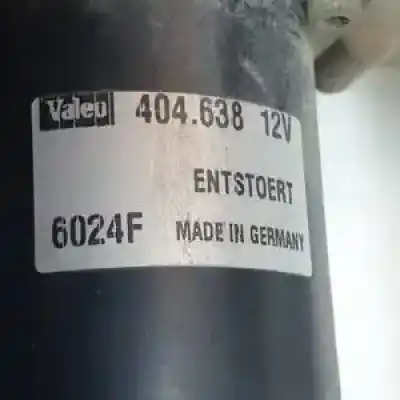 Valeo 404.638 12V
ENTSTOERT
6024F MADE IN GERMANY